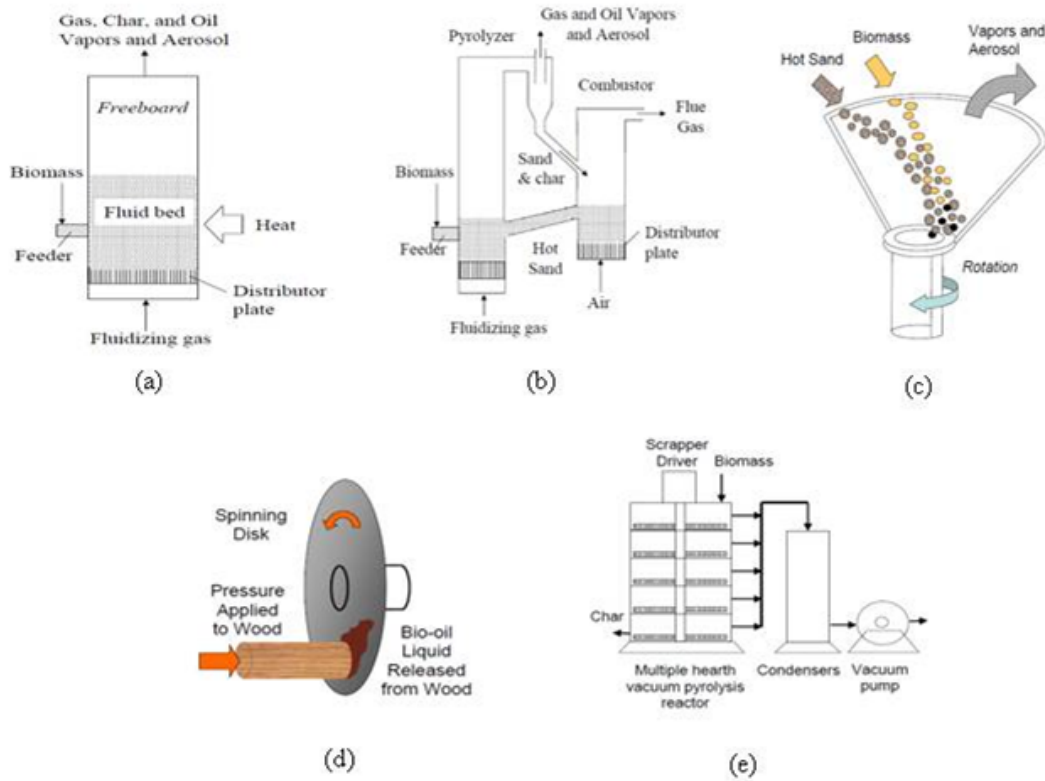 Gas, Char, and Oil
Vapors and Aerosol
Freeboard
Biomass
Fluid bed
Heat
Feeder
Distributor
plate
Fluidizing gas
(a)
Gas and Oil Vapors
and Aerosol
Pyrolyzer
Combustor
Flue
Gas
Sand
& char
Biomass
Feeder
Hot
Sand
Distributor
plate
Air
Fluidizing gas
(b)
Vapors and
Aerosol
Biomass
Hot Sand
Rotation
(c)
Spinning
Disk
Pressure
Applied
to Wood
Bio-oil
Liquid
Released
from Wood
(d)
Scrapper
Driver
Biomass
Char
Multiple hearth
vacuum pyrolysis
reactor
Condensers
Vacuum
pump
(e)